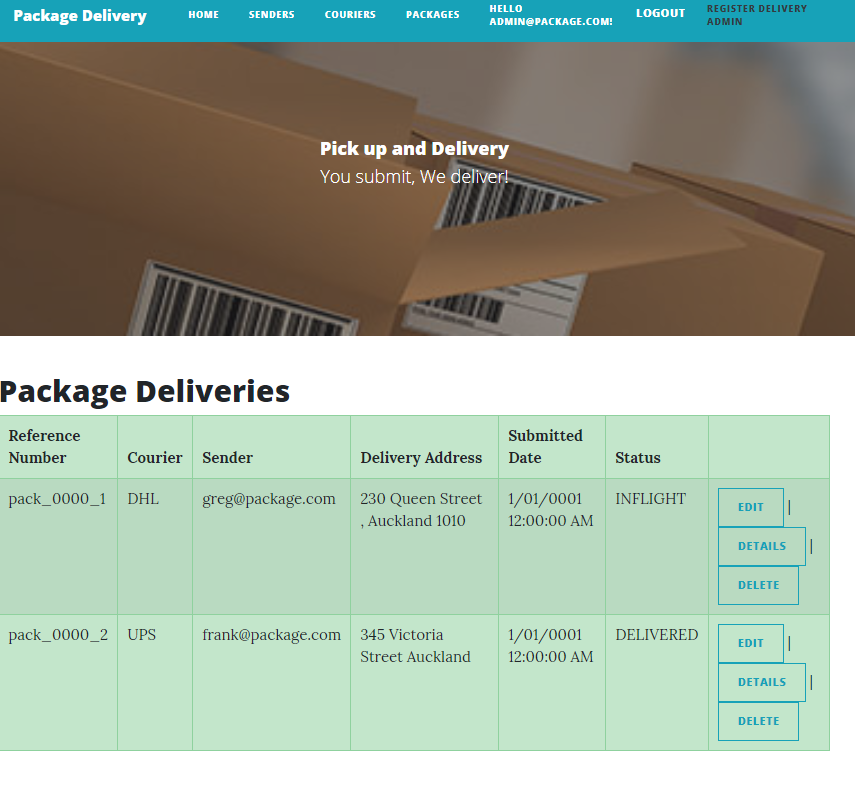 Package Delivery HOME SENDERS COURIERS PACKAGES HELLO ADMIN@PACKAGE.COM! LOGOUT REGISTER DELIVERY ADMIN
Pick up and Delivery
You submit, We deliver!
Package Deliveries
Reference Number Courier Sender Delivery Address Submitted Date Status
pack_0000_1 DHL greg@package.com 230 Queen Street , Auckland 1010 1/01/0001 12:00:00 AM INFLIGHT EDIT |
DETAILS |
DELETE
pack_0000_2 UPS frank@package.com 345 Victoria Street Auckland 1/01/0001 12:00:00 AM DELIVERED EDIT |
DETAILS |
DELETE